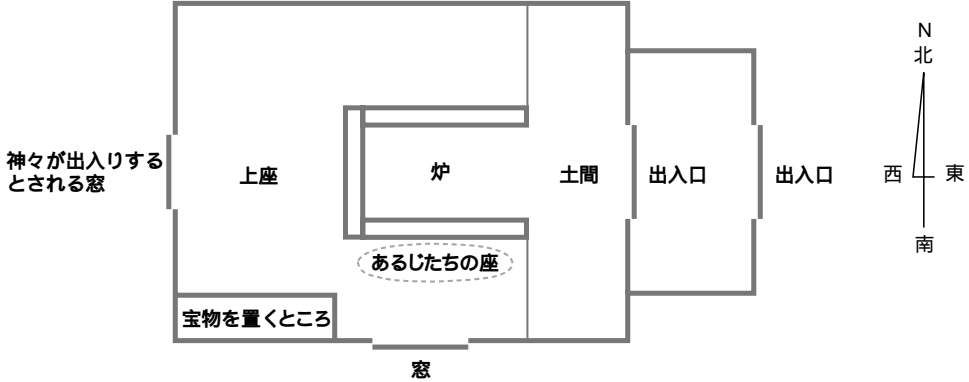 N
北
神々が出入りする
とされる窓
上座
炉
土間
出入口
出入口
西
東
南
あるじたちの座
宝物を置くところ
窓